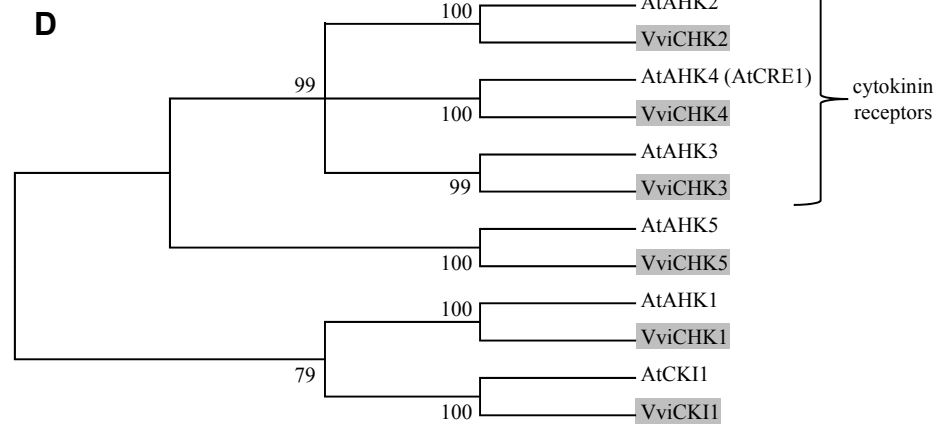 D
100
AtAHK2
VviCHK2
99
AtAHK4 (AtCRE1)
100
VviCHK4
cytokinin
receptors
AtAHK3
99
VviCHK3
AtAHK5
100
VviCHK5
100
AtAHK1
VviCHK1
79
AtCKI1
100
VviCKI1